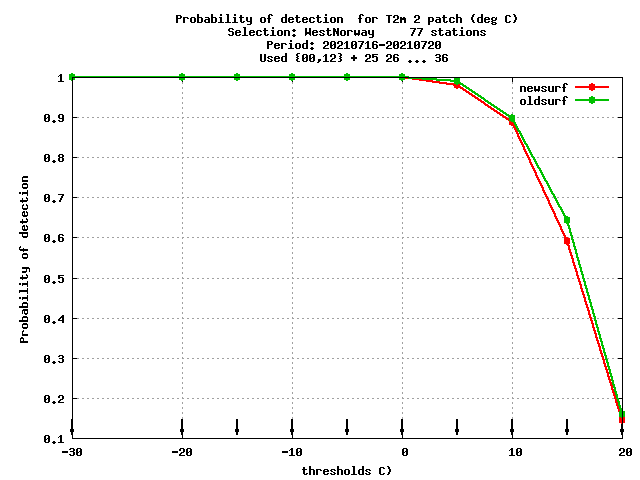 Probability of detection  for T2m 2 patch (deg C)
Selection: WestNorway     77 stations
Period: 20210716-20210720
Used {00,12} + 25 26 ... 36
newsurf
oldsurf
Probability of detection
1
0.9
0.8
0.7
0.6
0.5
0.4
0.3
0.2
0.1
-30 -20 -10 0 10 20
thresholds C)